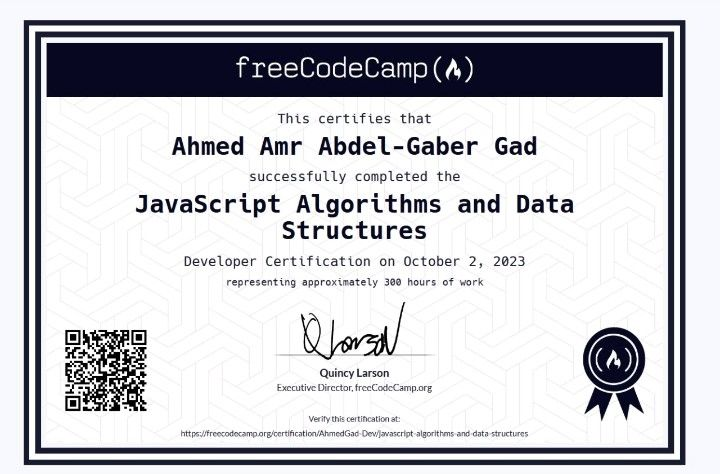 freeCodeCamp
This certifies that
Ahmed Amr Abdel-Gaber Gad
successfully completed the
JavaScript Algorithms and Data
Structures
Developer Certification on October 2, 2023
representing approximately 300 hours of work
Q Larson
Quincy Larson
Executive Director, freeCodeCamp.org
Verify this certification at:
https://freecodecamp.org/certification/AhmedGad-Dev/javascript-algorithms-and-data-structures